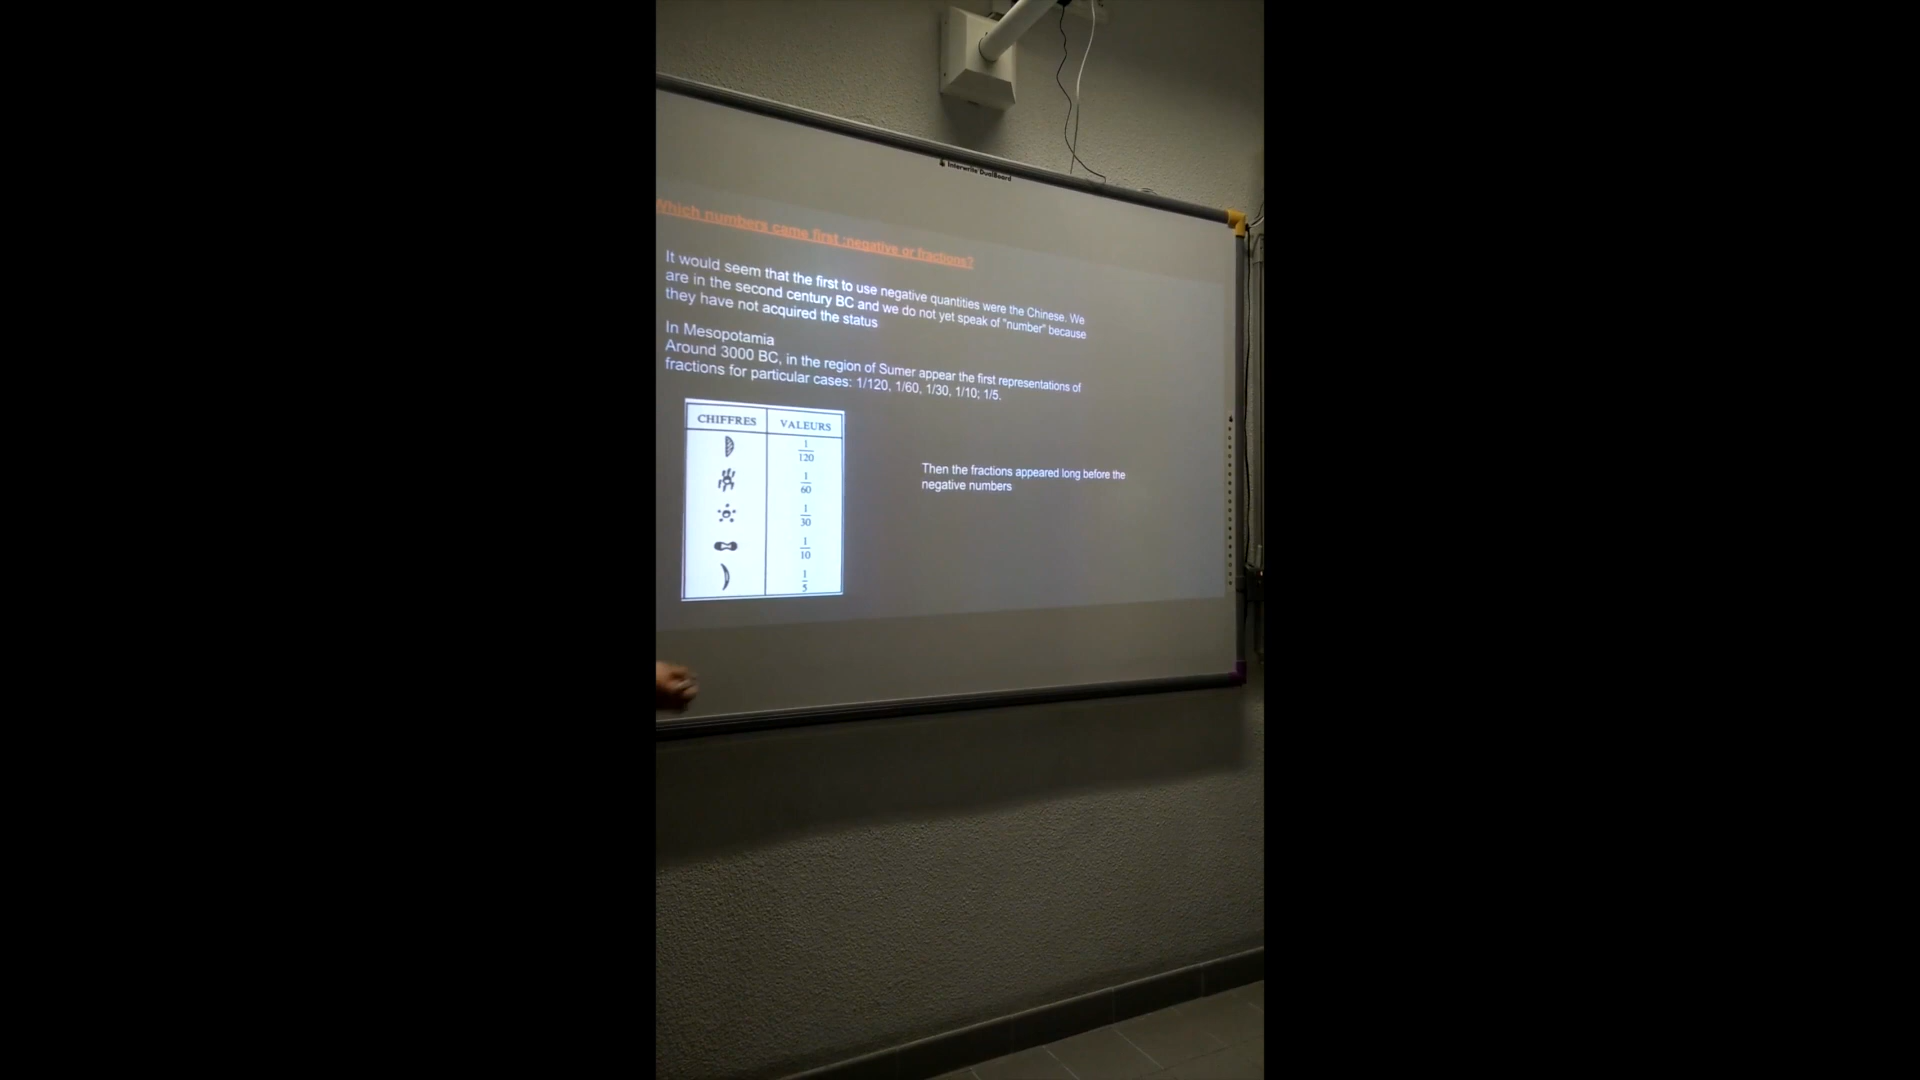 Interwrite DualBoard
Which numbers came first :negative or fractions?
It would seem that the first to use negative quantities were the Chinese. We
are in the second century BC and we do not yet speak of "number" because
they have not acquired the status
In Mesopotamia
Around 3000 BC, in the region of Sumer appear the first representations of
fractions for particular cases: 1/120, 1/60, 1/30, 1/10; 1/5.
CHIFFRES VALEURS
1/120
1/60
1/30
1/10
1/5
Then the fractions appeared long before the
negative numbers